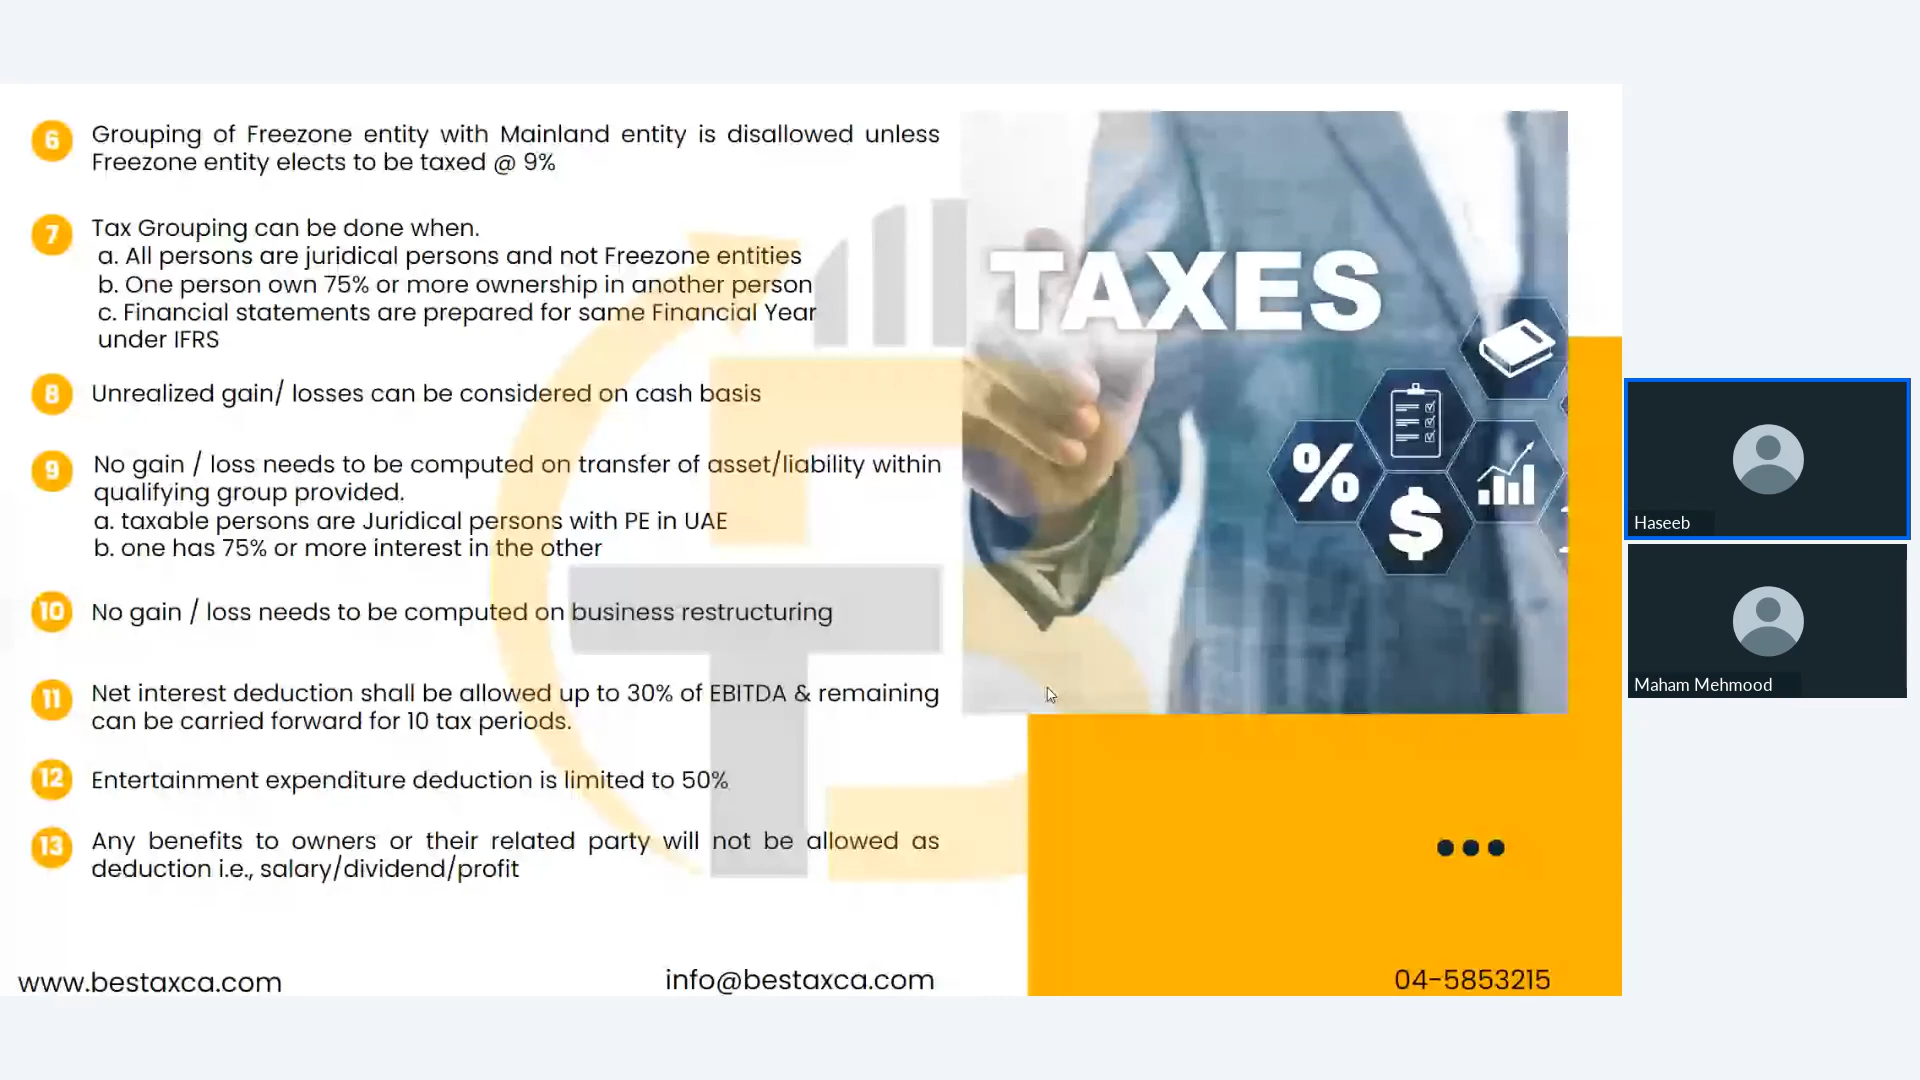 6
Grouping of Freezone entity with Mainland entity is disallowed unless
Freezone entity elects to be taxed @ 9%
7
Tax Grouping can be done when.
a. All persons are juridical persons and not Freezone entities
b. One person own 75% or more ownership in another person
c. Financial statements are prepared for same Financial Year
under IFRS
8
Unrealized gain/ losses can be considered on cash basis
9
No gain / loss needs to be computed on transfer of asset/liability within
qualifying group provided.
a. taxable persons are Juridical persons with PE in UAE
b. one has 75% or more interest in the other
10
No gain / loss needs to be computed on business restructuring
11
Net interest deduction shall be allowed up to 30% of EBITDA & remaining
can be carried forward for 10 tax periods.
12
Entertainment expenditure deduction is limited to 50%
13
Any benefits to owners or their related party will not be allowed as
deduction i.e., salary/dividend/profit
TAXES
%
$
www.bestaxca.com
info@bestaxca.com
04-5853215
Haseeb
Maham Mehmood